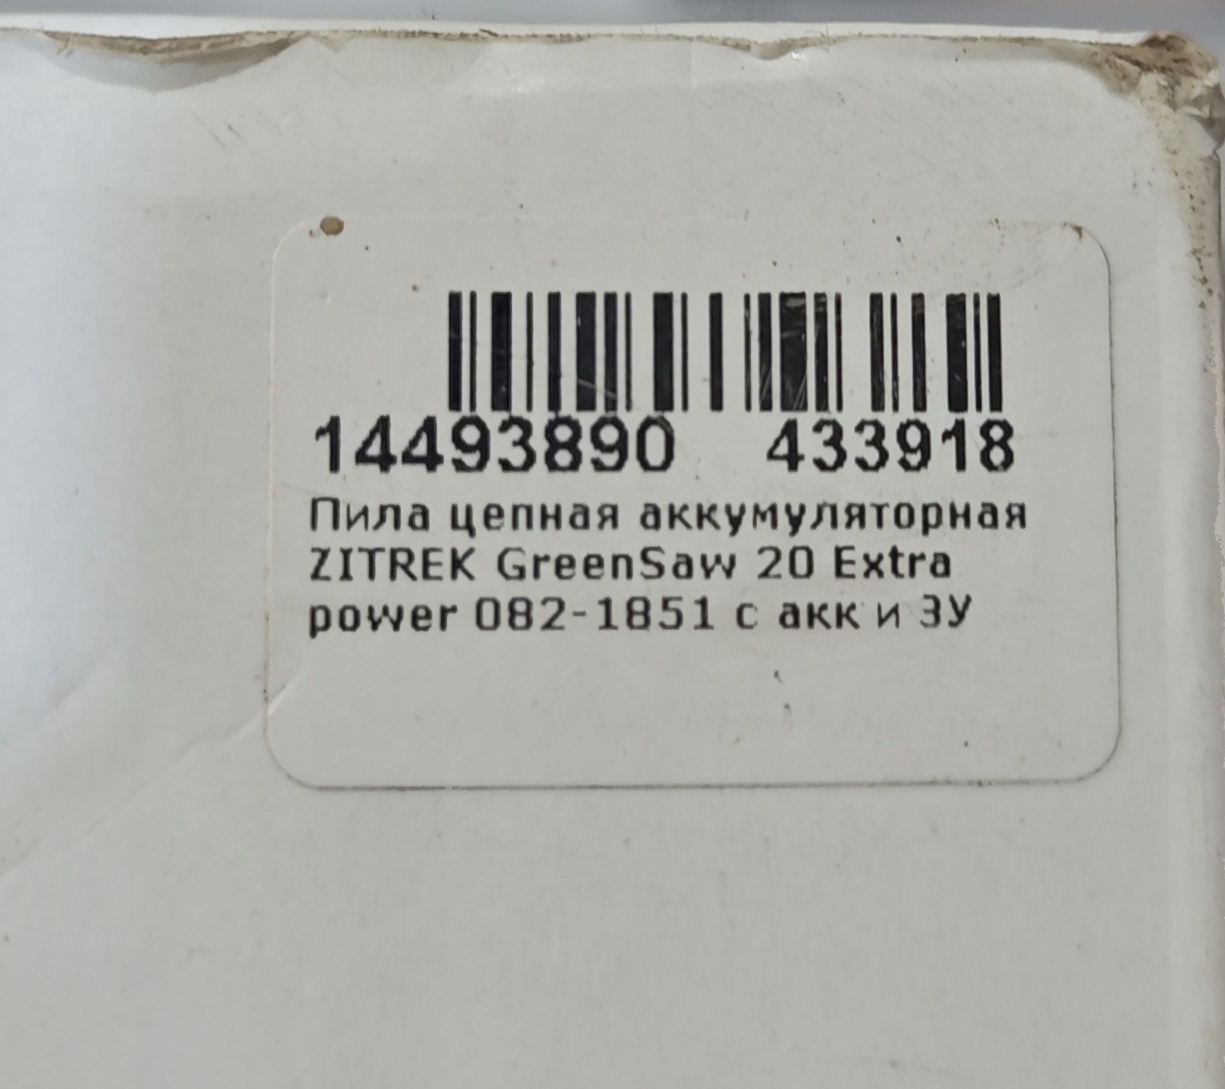 14493890 433918
Пила цепная аккумуляторная
ZITREK GreenSaw 20 Extra
power 082-1851 с акк и ЗУ